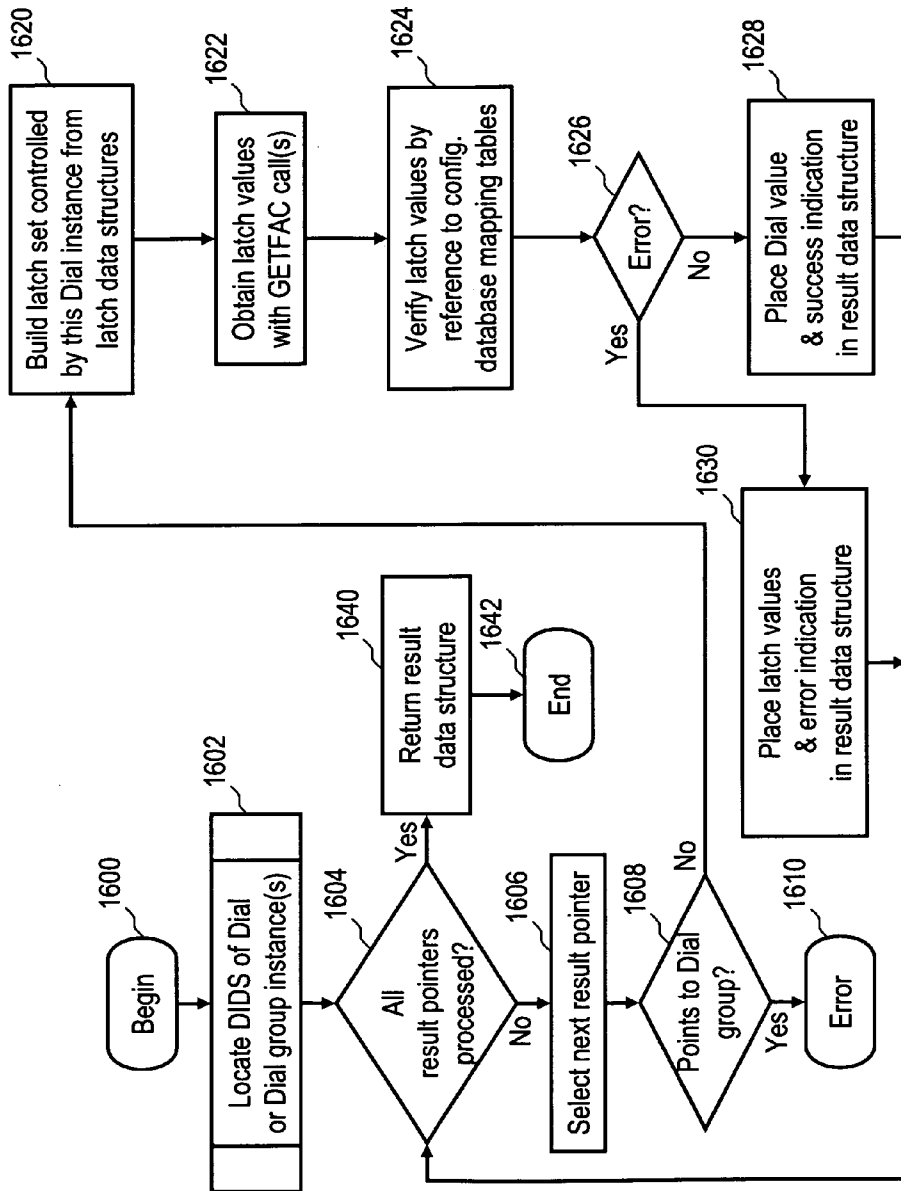 1600
Begin
1602
Locate DIDS of Dial
or Dial group instance(s)
1604
All
result pointers
processed?
Yes
No
1640
Return result
data structure
1642
End
1606
Select next result pointer
1608
Points to Dial
group?
No
Yes
1610
Error
1620
Build latch set controlled
by this Dial instance from
latch data structures
1622
Obtain latch values
with GETFAC call(s)
1624
Verify latch values by
reference to config.
database mapping tables
1626
Error?
Yes
No
1628
Place Dial value
& success indication
in result data structure
1630
Place latch values
& error indication
in result data structure